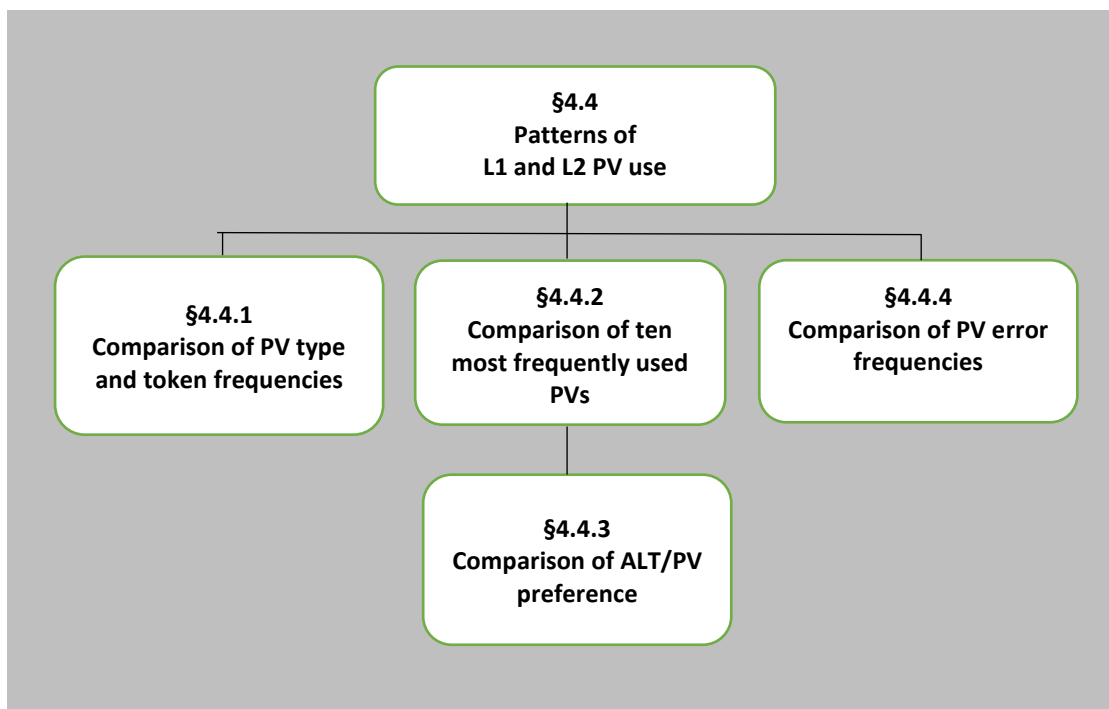 §4.4
Patterns of
L1 and L2 PV use
§4.4.1
Comparison of PV type
and token frequencies
§4.4.2
Comparison of ten
most frequently used
PVs
§4.4.4
Comparison of PV error
frequencies
§4.4.3
Comparison of ALT/PV
preference